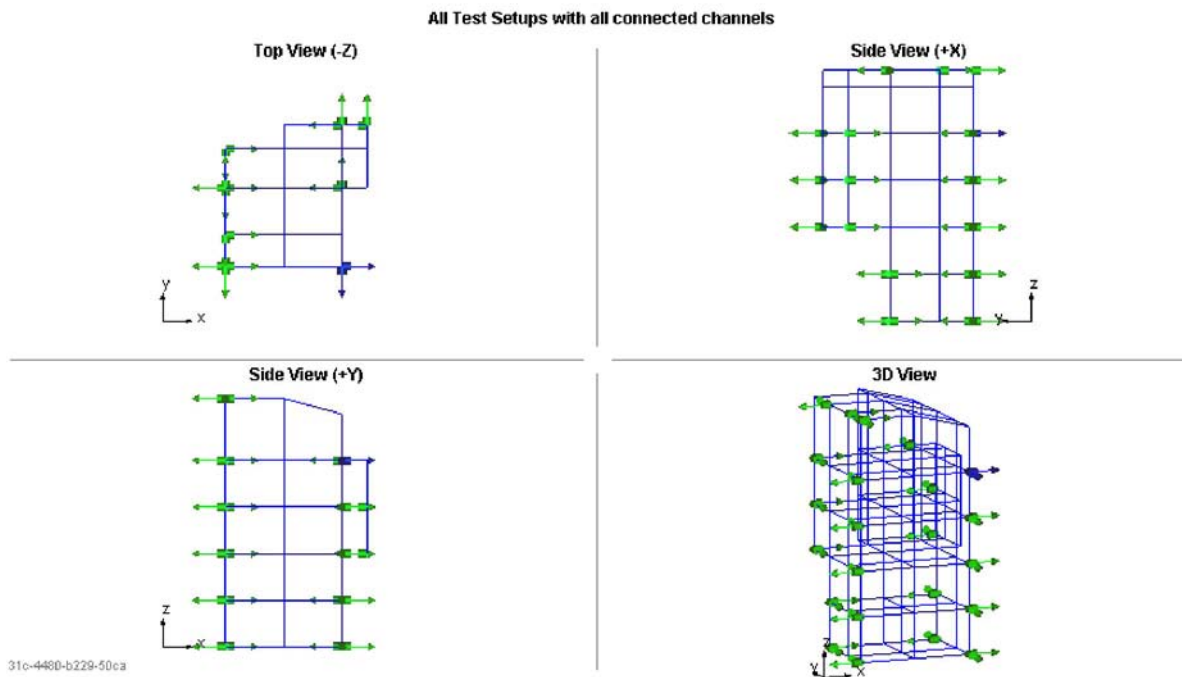 All Test Setups with all connected channels
Top View (-Z)
Side View (+X)
y
x
z
y
Side View (+Y)
3D View
z
x
z
y
x
31c-4480-b229-50ca